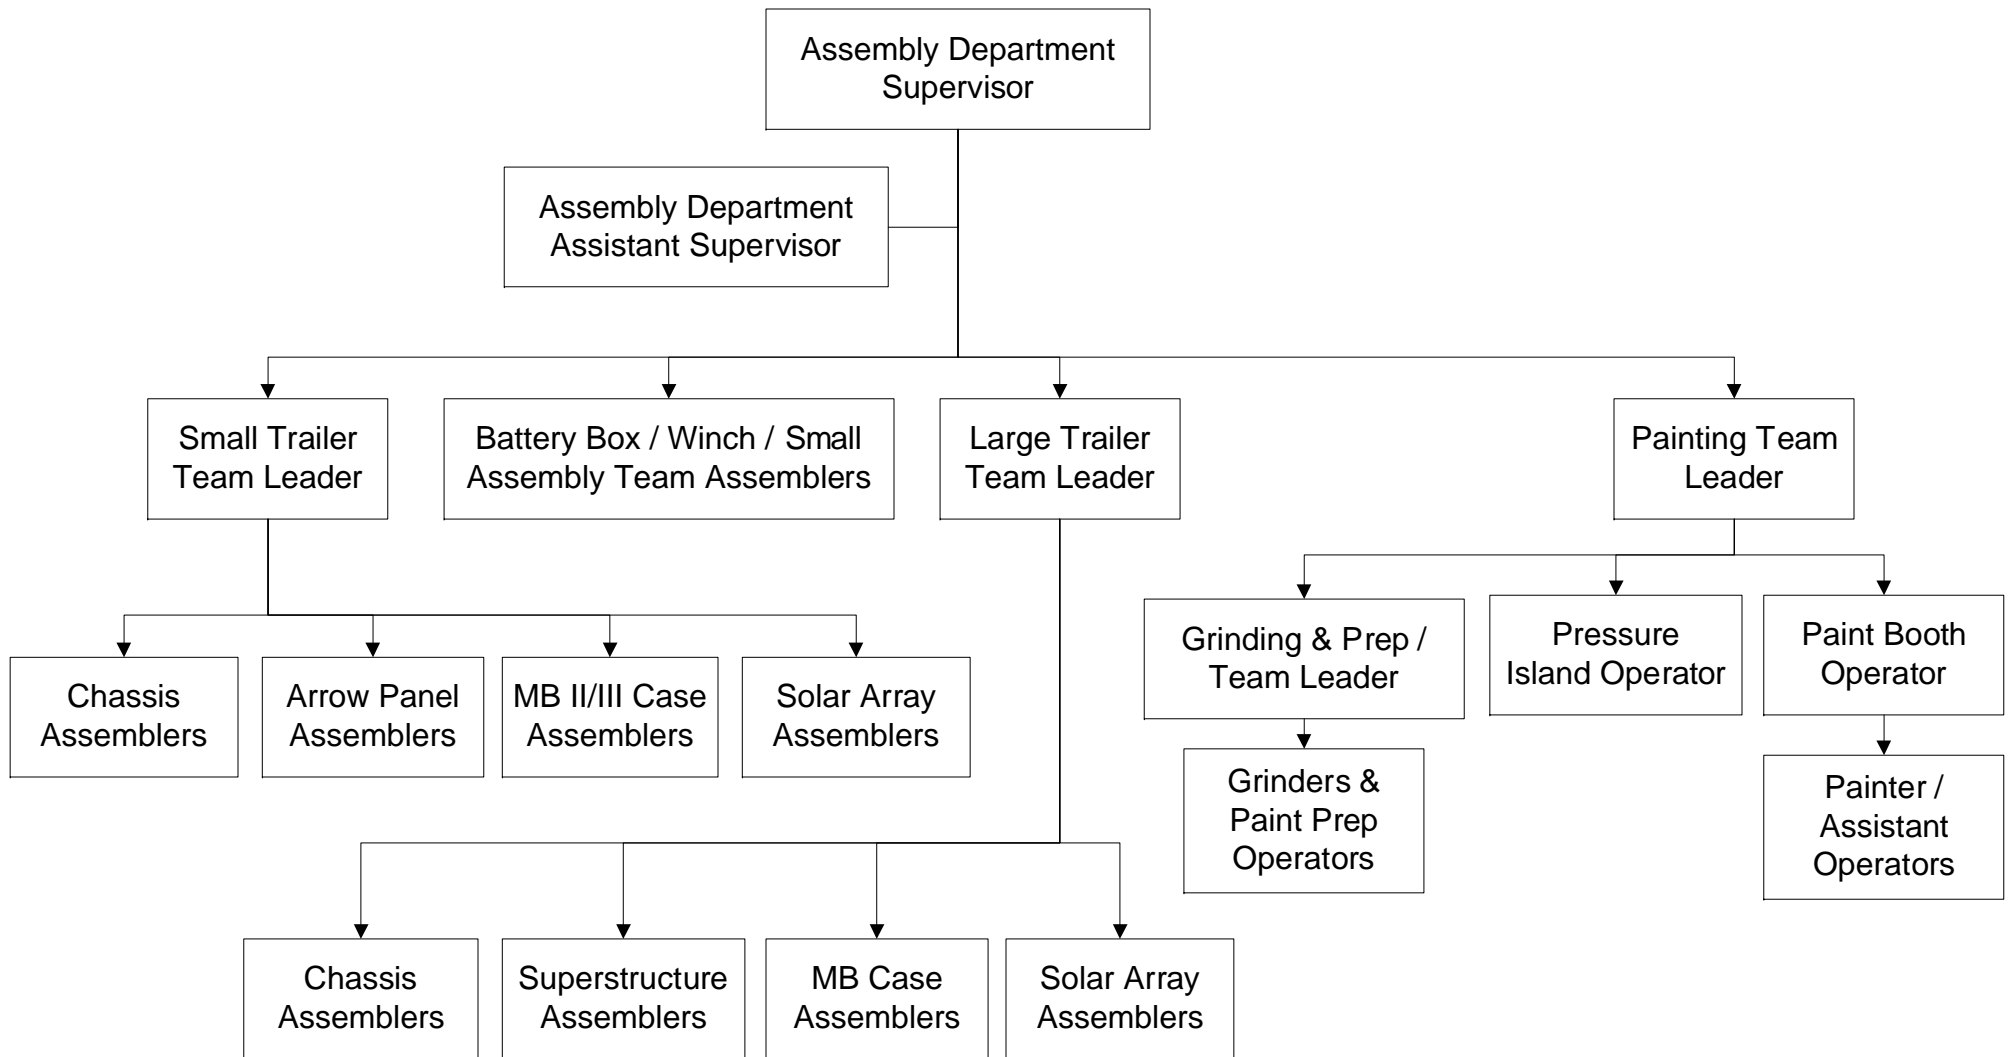 Assembly Department
Supervisor
Assembly Department
Assistant Supervisor
Small Trailer
Team Leader
Battery Box / Winch / Small
Assembly Team Assemblers
Large Trailer
Team Leader
Painting Team
Leader
Grinding & Prep /
Team Leader
Pressure
Island Operator
Paint Booth
Operator
Chassis
Assemblers
Arrow Panel
Assemblers
MB II/III Case
Assemblers
Solar Array
Assemblers
Grinders &
Paint Prep
Operators
Painter /
Assistant
Operators
Chassis
Assemblers
Superstructure
Assemblers
MB Case
Assemblers
Solar Array
Assemblers